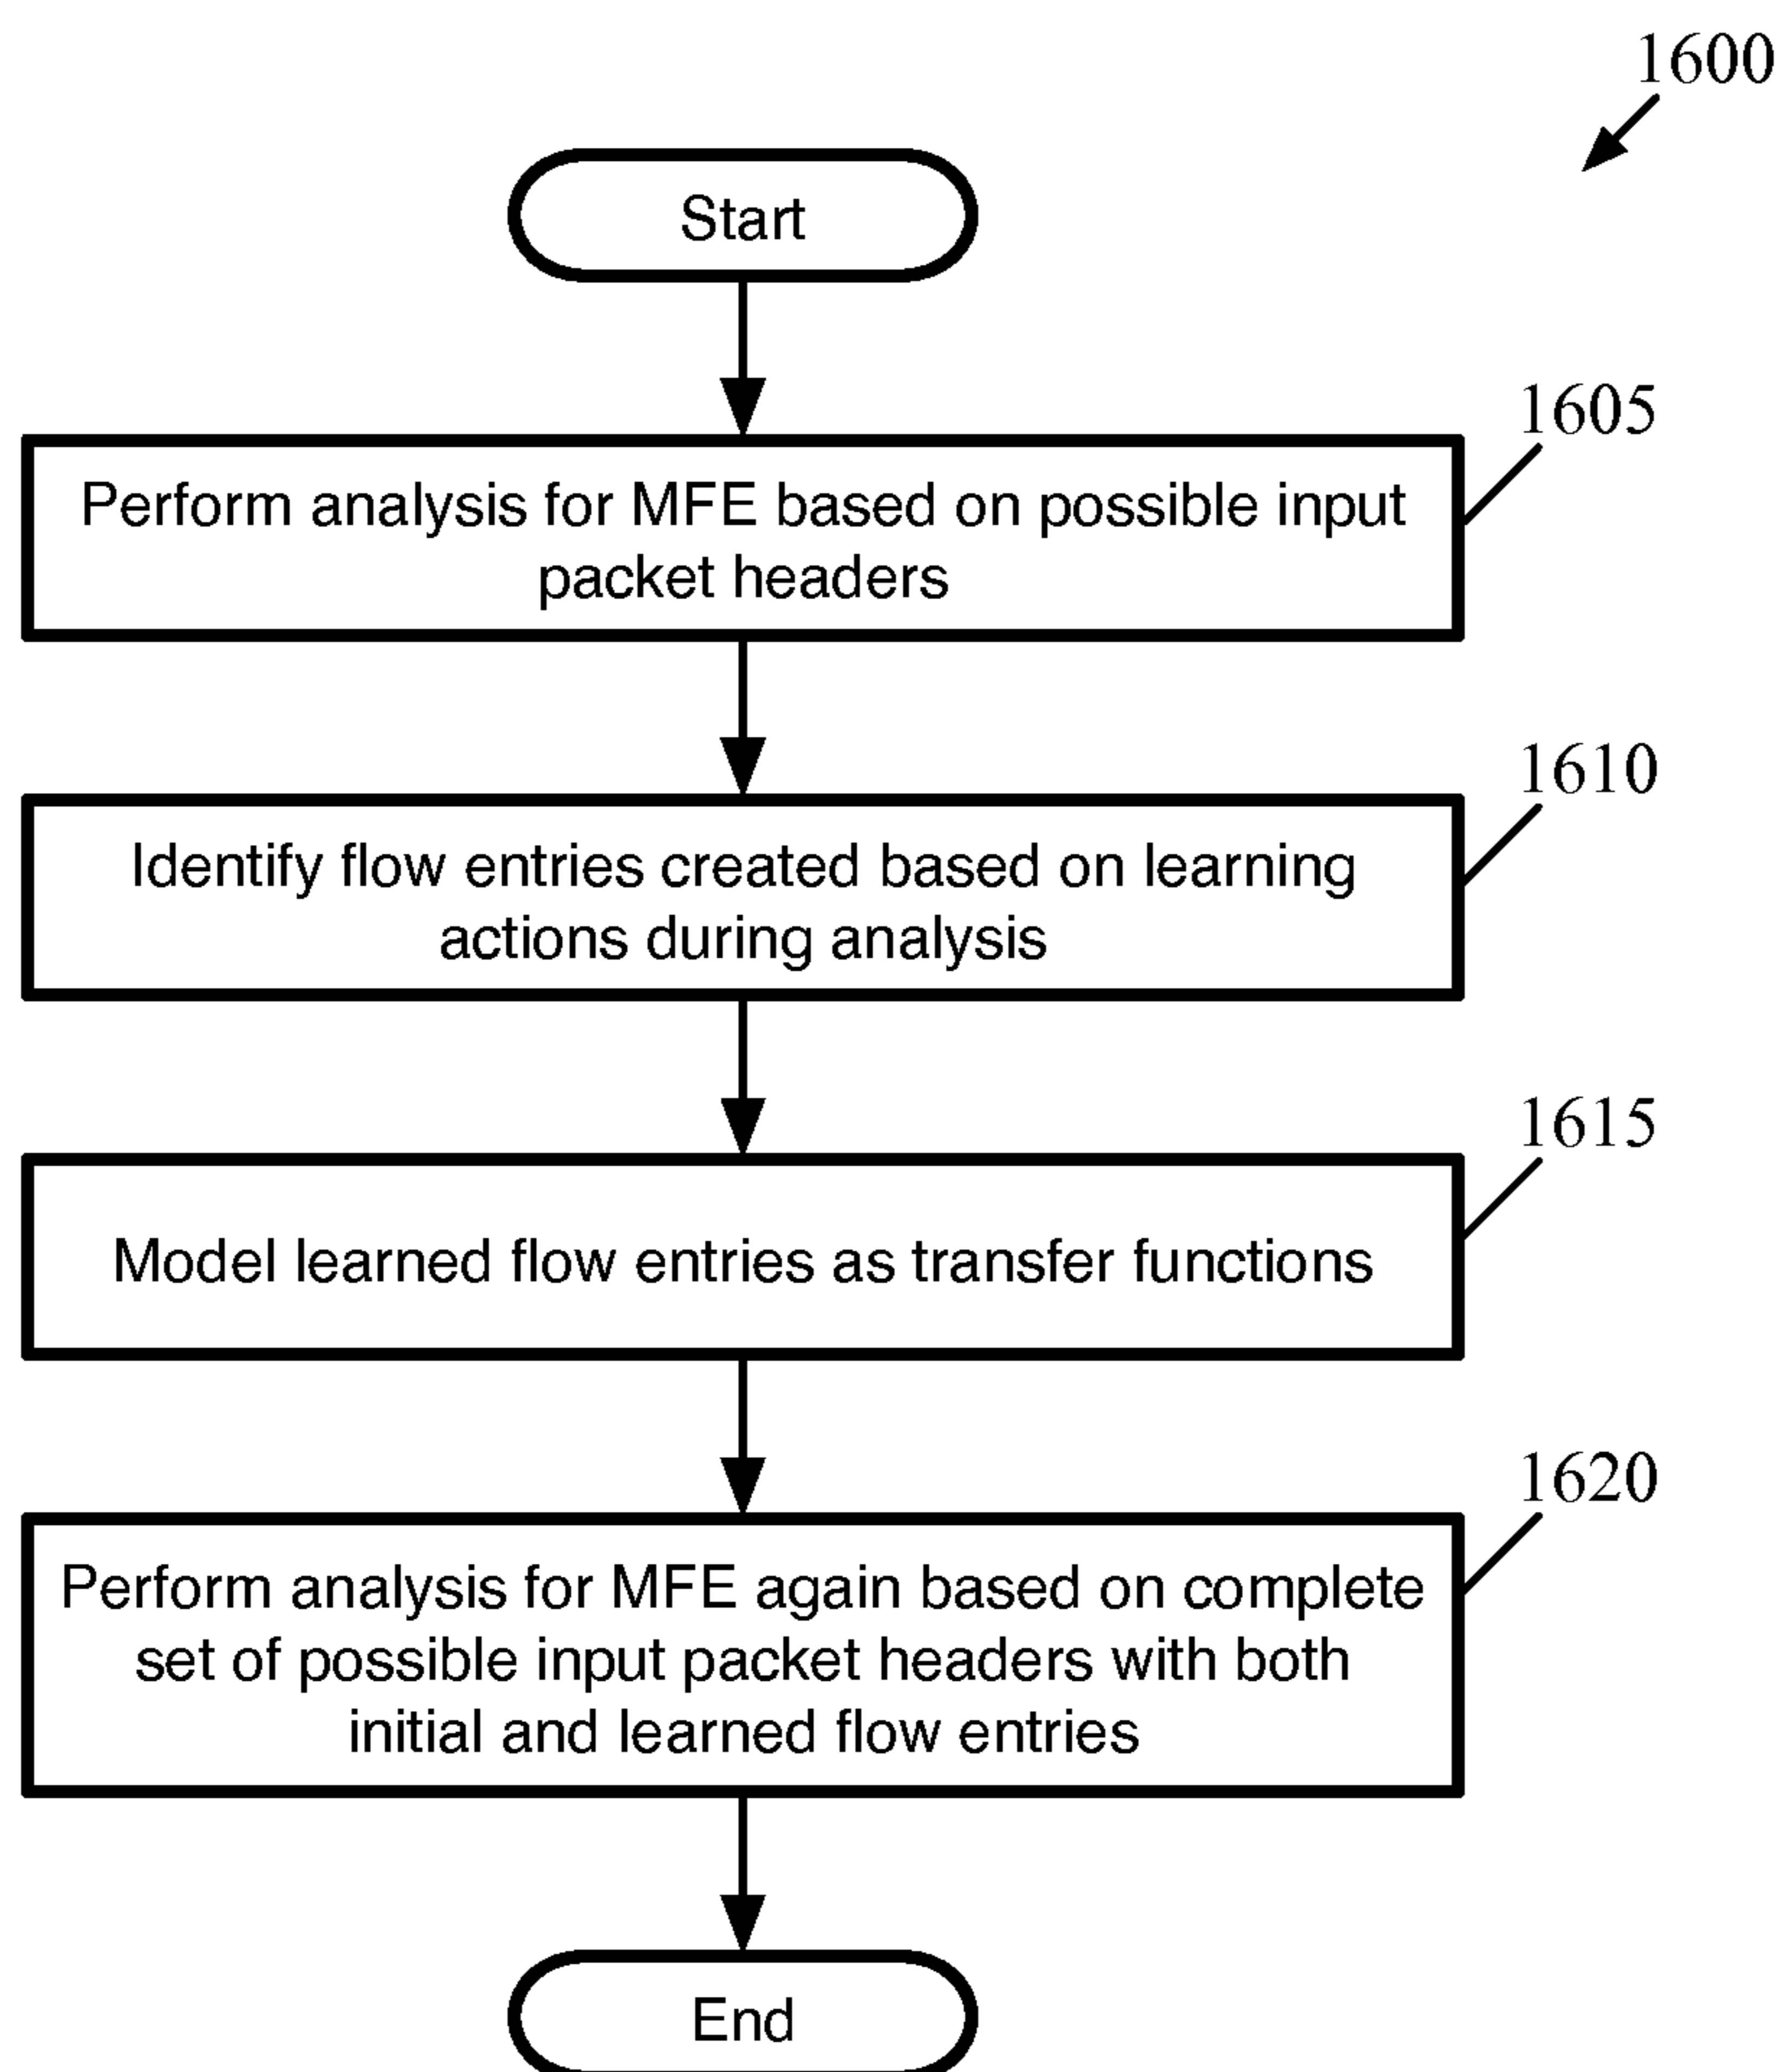 1600
Start
1605
Perform analysis for MFE based on possible input
packet headers
1610
Identify flow entries created based on learning
actions during analysis
1615
Model learned flow entries as transfer functions
1620
Perform analysis for MFE again based on complete
set of possible input packet headers with both
initial and learned flow entries
End